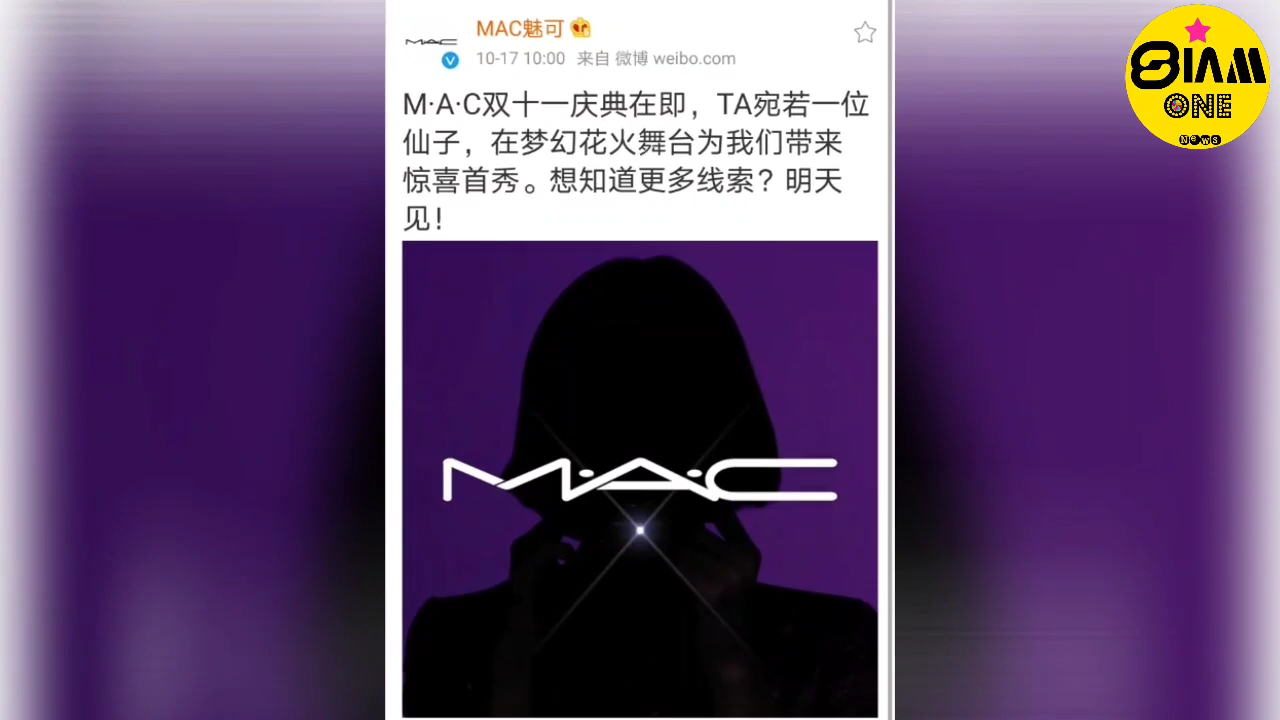 MAC魅可
MAC
10-17 10:00 来自 微博 weibo.com
M·A·C双十一庆典在即，TA宛若一位
仙子，在梦幻花火舞台为我们带来
惊喜首秀。想知道更多线索？明天
见！
M·A·C
8IAM
ONE
News